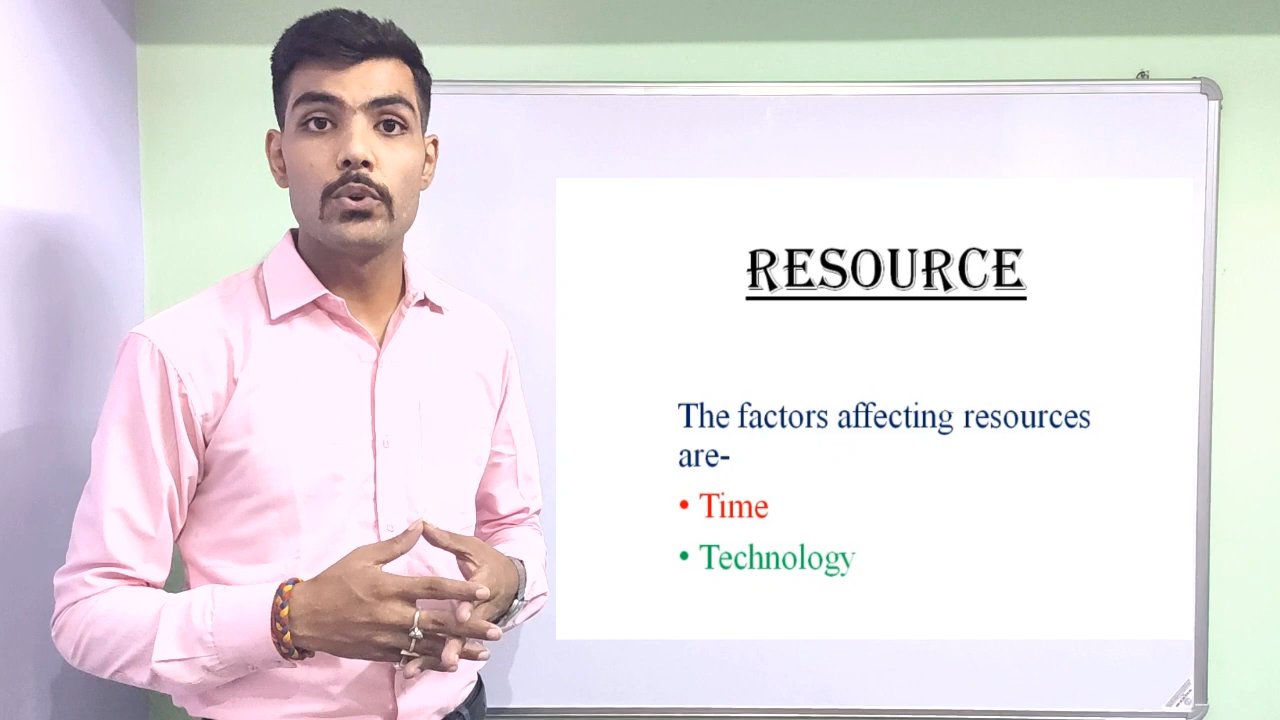 RESOURCE
The factors affecting resources
are-
• Time
• Technology